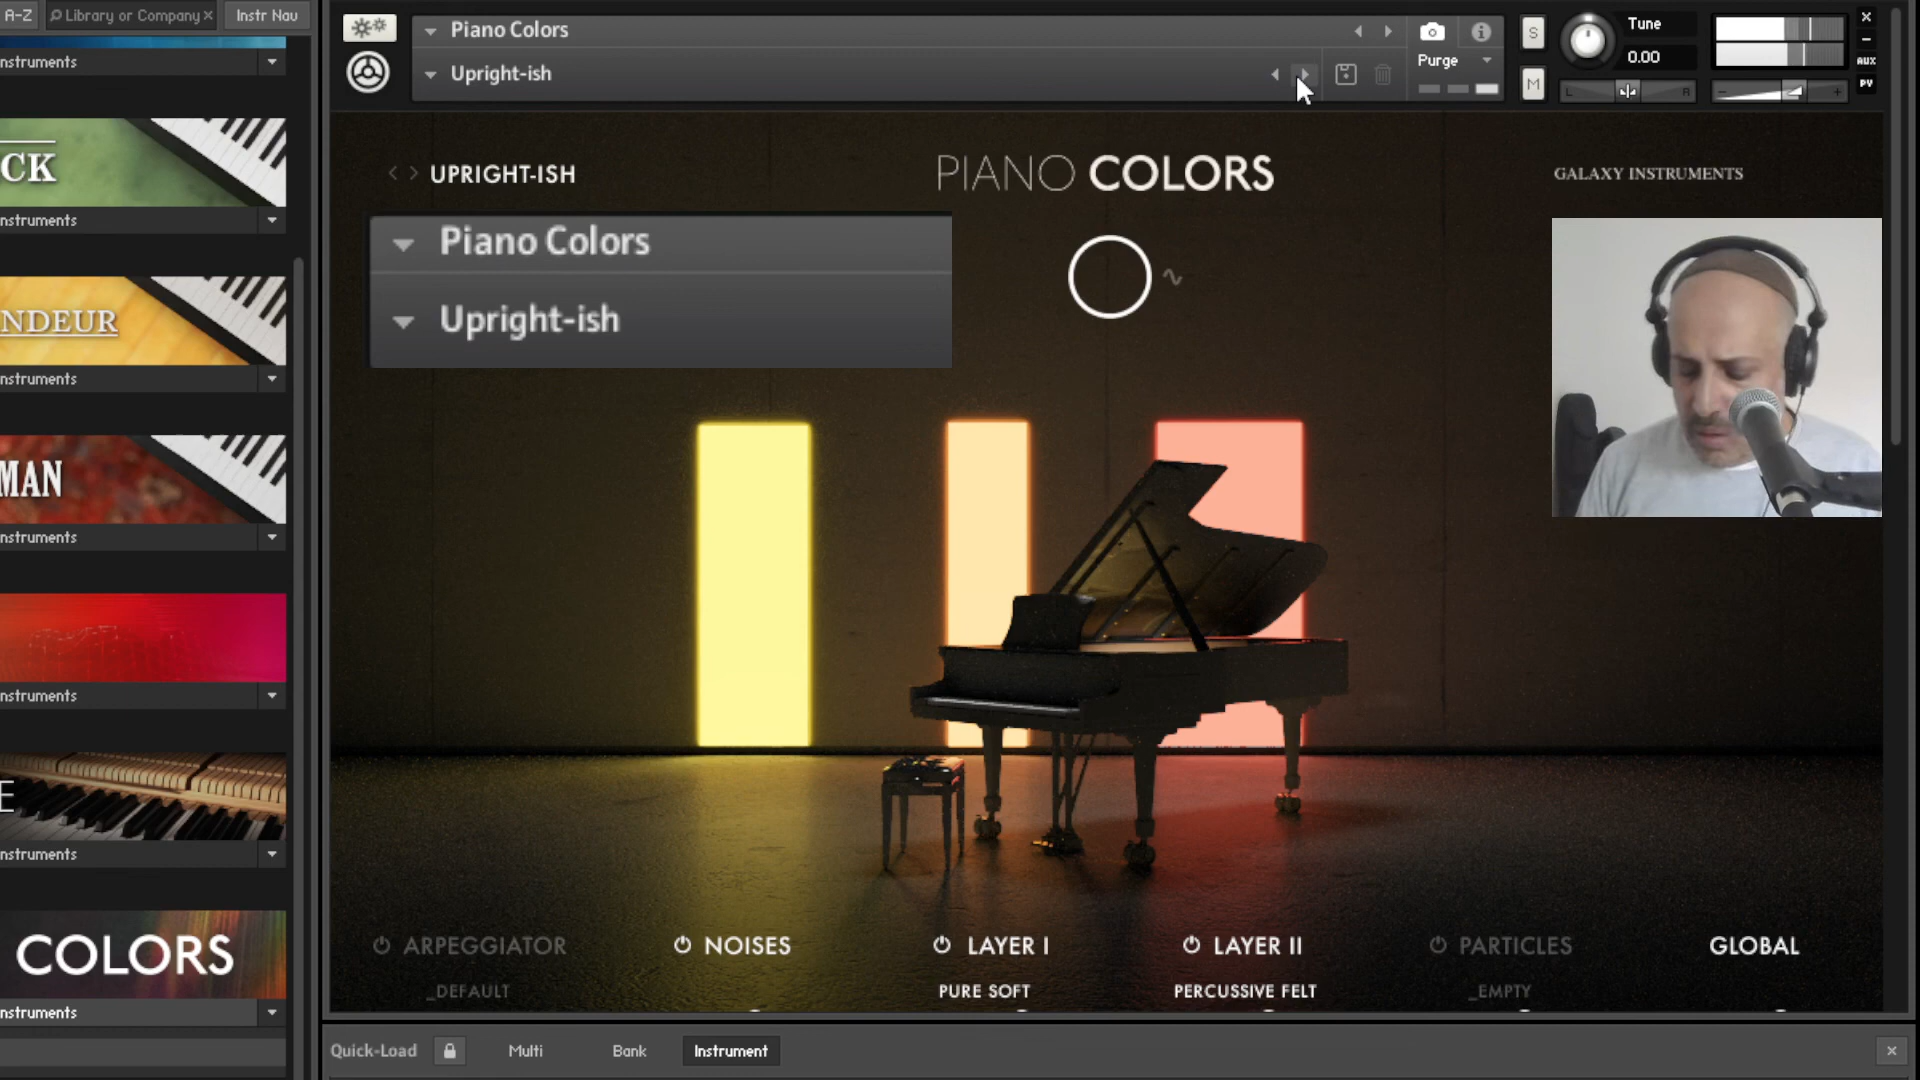 A-Z
Library or Company
Instr Nau
nstruments
CK
nstruments
NDEUR
nstruments
MAN
nstruments
E
nstruments
COLORS
nstruments
Piano Colors
Upright-ish
Purge
S
M
Tune
0.00
L
R
AUX
PV
UPRIGHT-ISH
PIANO COLORS
GALAXY INSTRUMENTS
Piano Colors
Upright-ish
ARPEGGIATOR
NOISES
LAYER I
LAYER II
PARTICLES
GLOBAL
_DEFAULT
PURE SOFT
PERCUSSIVE FELT
_EMPTY
Quick-Load
Multi
Bank
Instrument